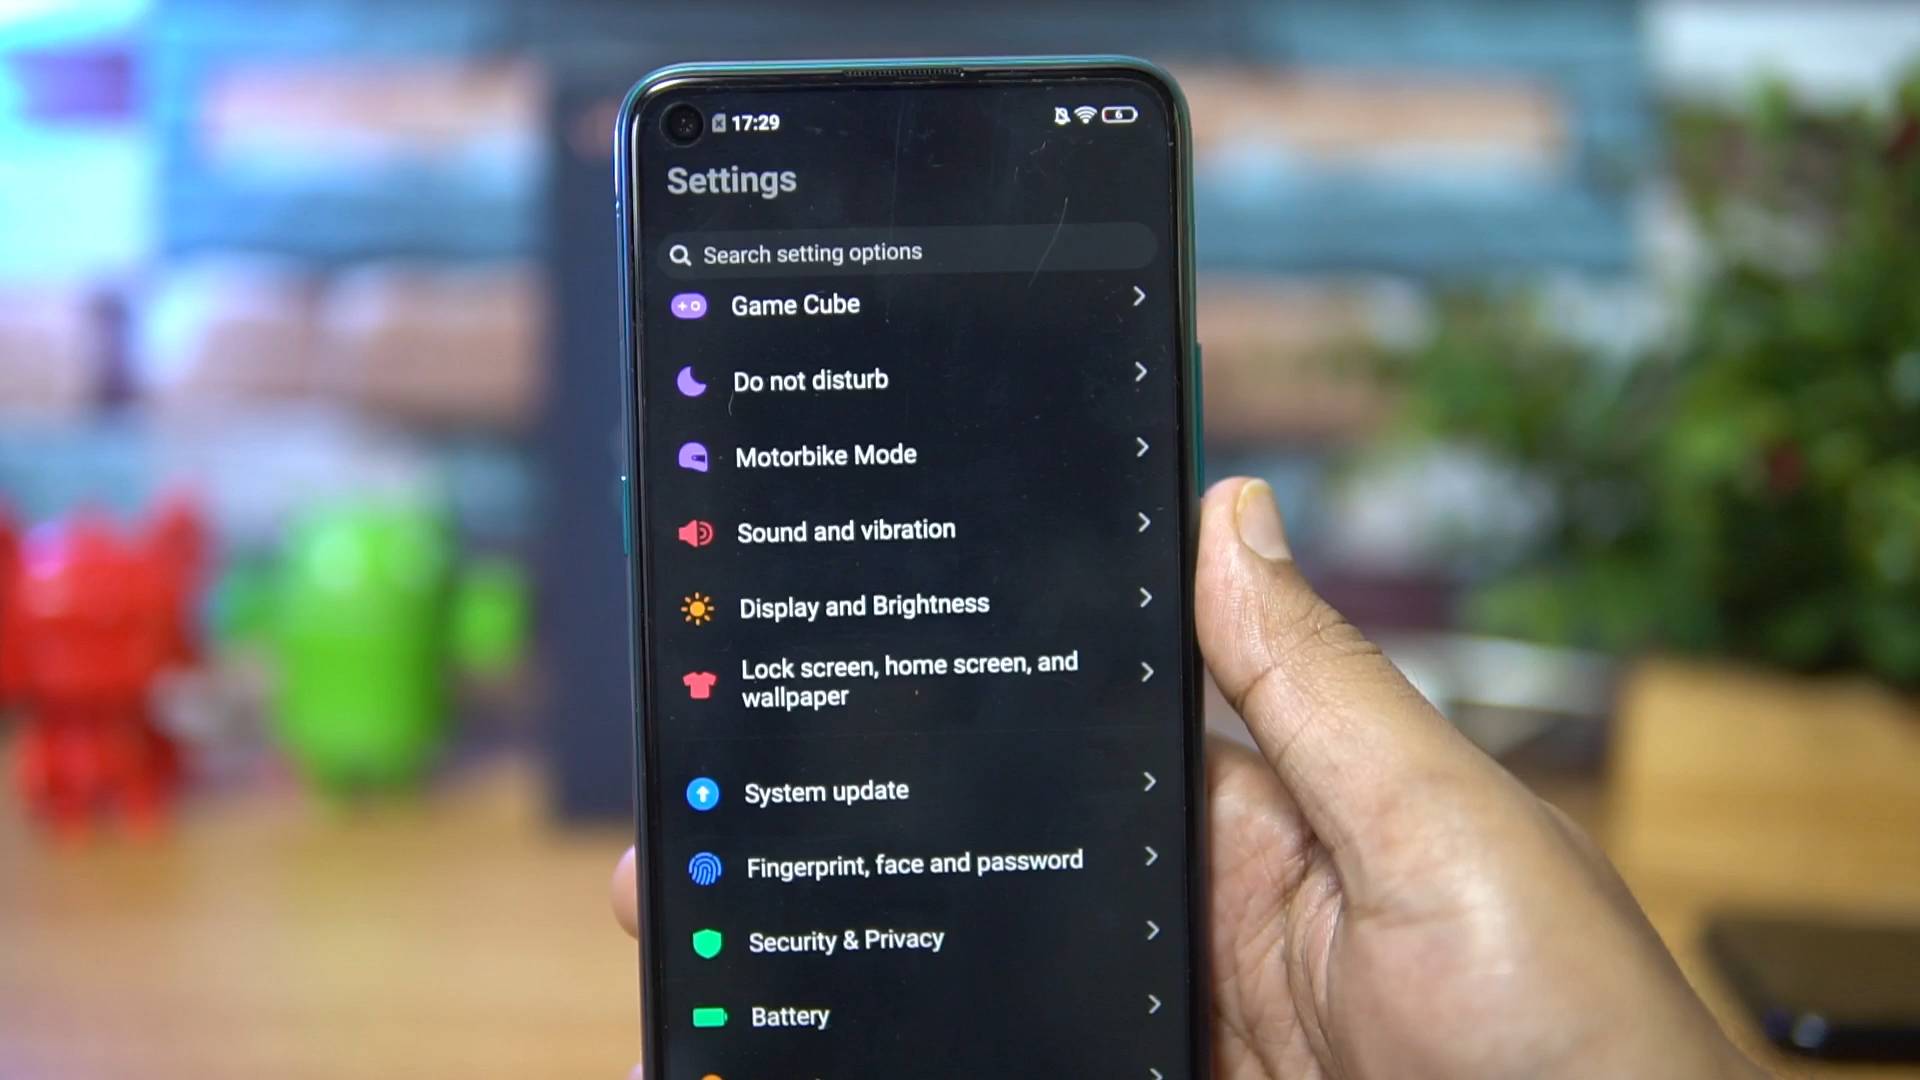 17:29
6
Settings
Search setting options
Game Cube
Do not disturb
Motorbike Mode
Sound and vibration
Display and Brightness
Lock screen, home screen, and
wallpaper
System update
Fingerprint, face and password
Security & Privacy
Battery